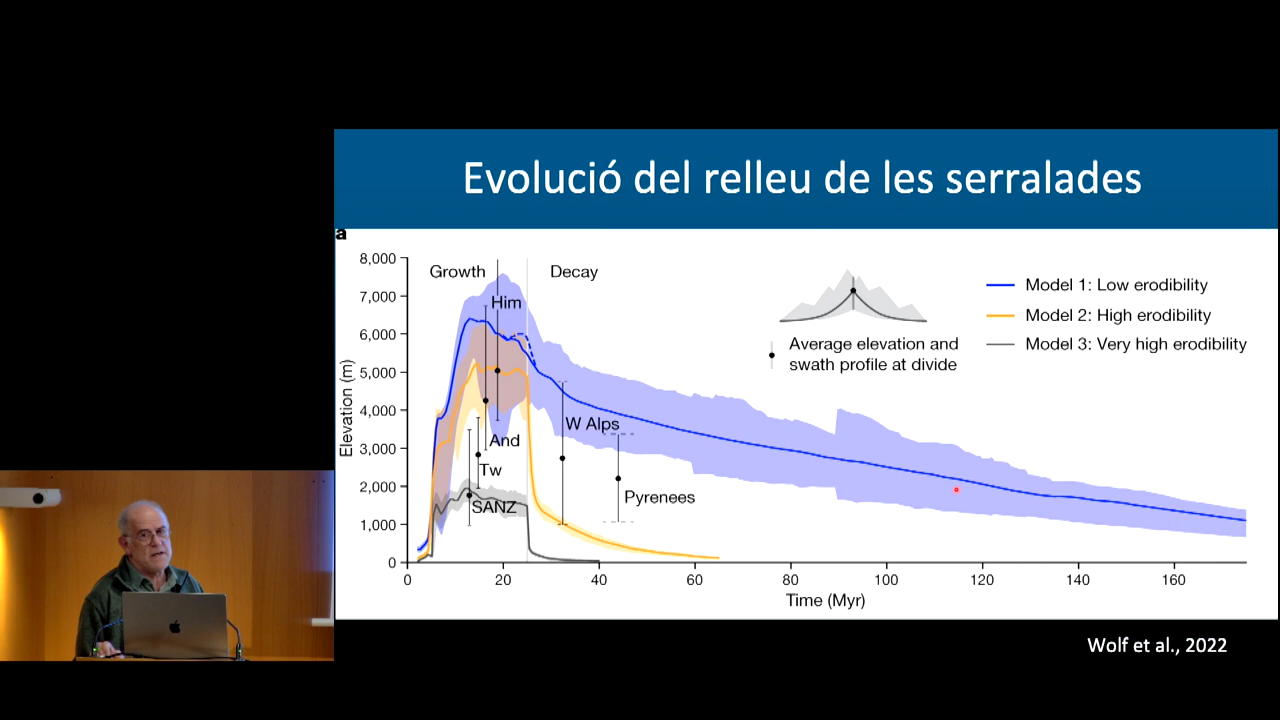 Evolució del relleu de les serralades
a
8,000
7,000
6,000
5,000
4,000
3,000
2,000
1,000
0
Elevation (m)
Growth
Decay
Him
And
Tw
SANZ
W Alps
Pyrenees
Average elevation and
swath profile at divide
Model 1: Low erodibility
Model 2: High erodibility
Model 3: Very high erodibility
0 20 40 60 80 100 120 140 160
Time (Myr)
Wolf et al., 2022